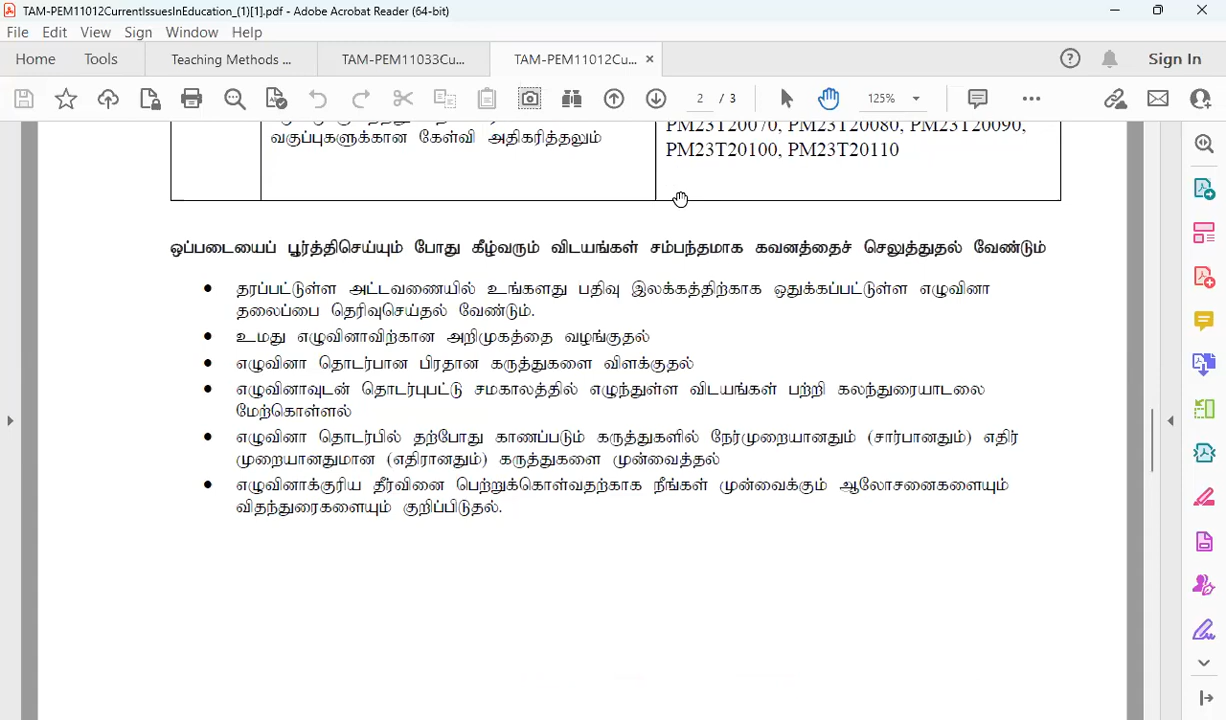 TAM-PEM11012CurrentIssuesInEducation_(1)[1].pdf - Adobe Acrobat Reader (64-bit)
File Edit View Sign Window Help
Home Tools Teaching Methods ... TAM-PEM11033Cu... TAM-PEM11012Cu... Sign In
2 / 3 125%
PM23T20070, PM23T20080, PM23T20090,
வகுப்புகளுக்கான கேள்வி அதிகரித்தலும்
PM23T20100, PM23T20110
ஒப்படையைப் பூர்த்திசெய்யும் போது கீழ்வரும் விடயங்கள் சம்பந்தமாக கவனத்தைச் செலுத்துதல் வேண்டும்
• தரப்பட்டுள்ள அட்டவணையில் உங்களது பதிவு இலக்கத்திற்காக ஒதுக்கப்பட்டுள்ள எழுவினா
தலைப்பை தெரிவுசெய்தல் வேண்டும்.
• உமது எழுவினாவிற்கான அறிமுகத்தை வழங்குதல்
• எழுவினா தொடர்பான பிரதான கருத்துகளை விளக்குதல்
• எழுவினாவுடன் தொடர்புபட்டு சமகாலத்தில் எழுந்துள்ள விடயங்கள் பற்றி கலந்துரையாடலை
மேற்கொள்ளல்
• எழுவினா தொடர்பில் தற்போது காணப்படும் கருத்துகளில் நேர்முறையானதும் (சார்பானதும்) எதிர்
முறையானதுமான (எதிரானதும்) கருத்துகளை முன்வைத்தல்
• எழுவினாக்குரிய தீர்வினை பெற்றுக்கொள்வதற்காக நீங்கள் முன்வைக்கும் ஆலோசனைகளையும்
விதந்துரைகளையும் குறிப்பிடுதல்.